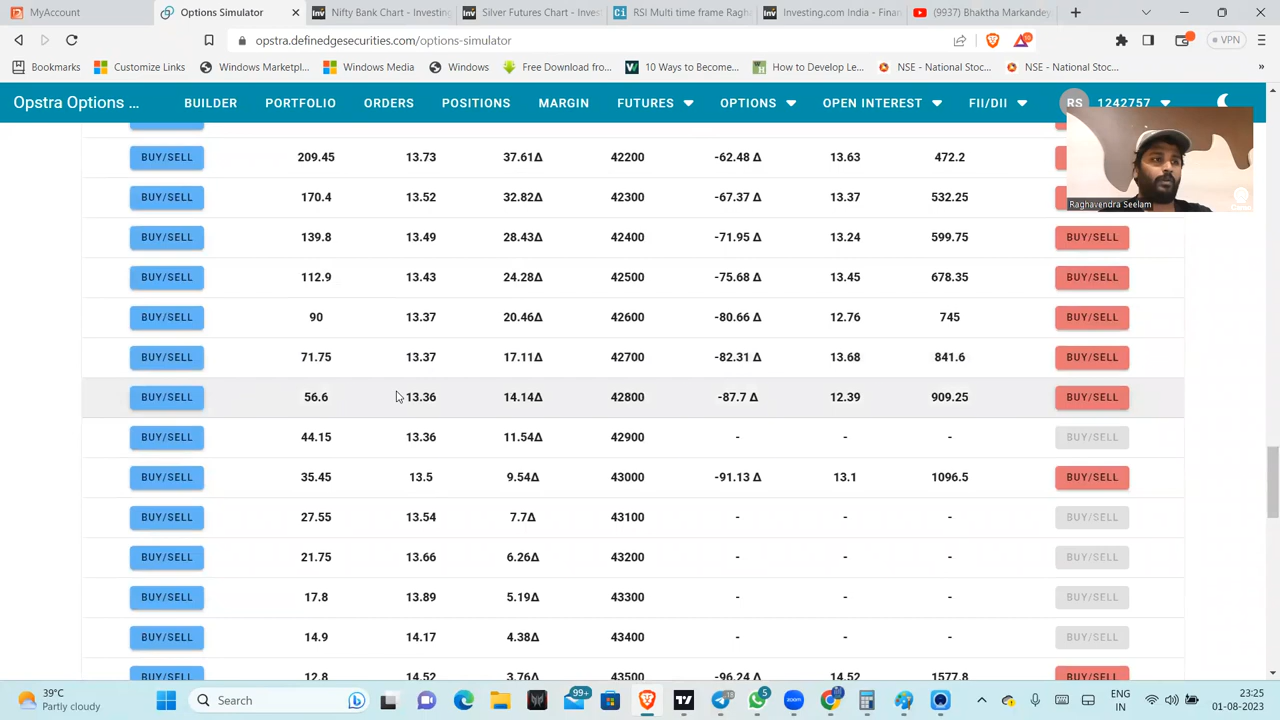 MyAccount
Options Simulator
Nifty Bank Chart - Investing
Silver Futures Chart - Invest
RSI Multi time frame Ragha
Investing.com India - Finan
(9937) Bhaktha Markandey
opstra.definedgesecurities.com/options-simulator
VPN
Bookmarks
Customize Links
Windows Marketpl...
Windows Media
Windows
Free Download fro...
10 Ways to Become...
How to Develop Le...
NSE - National Stoc...
NSE - National Stoc...
Opstra Options ...
BUILDER
PORTFOLIO
ORDERS
POSITIONS
MARGIN
FUTURES
OPTIONS
OPEN INTEREST
FII/DII
RS
1242757
BUY/SELL 209.45 13.73 37.61Δ 42200 -62.48 Δ 13.63 472.2
BUY/SELL 170.4 13.52 32.82Δ 42300 -67.37 Δ 13.37 532.25
BUY/SELL 139.8 13.49 28.43Δ 42400 -71.95 Δ 13.24 599.75 BUY/SELL
BUY/SELL 112.9 13.43 24.28Δ 42500 -75.68 Δ 13.45 678.35 BUY/SELL
BUY/SELL 90 13.37 20.46Δ 42600 -80.66 Δ 12.76 745 BUY/SELL
BUY/SELL 71.75 13.37 17.11Δ 42700 -82.31 Δ 13.68 841.6 BUY/SELL
BUY/SELL 56.6 13.36 14.14Δ 42800 -87.7 Δ 12.39 909.25 BUY/SELL
BUY/SELL 44.15 13.36 11.54Δ 42900 - - - BUY/SELL
BUY/SELL 35.45 13.5 9.54Δ 43000 -91.13 Δ 13.1 1096.5 BUY/SELL
BUY/SELL 27.55 13.54 7.7Δ 43100 - - - BUY/SELL
BUY/SELL 21.75 13.66 6.26Δ 43200 - - - BUY/SELL
BUY/SELL 17.8 13.89 5.19Δ 43300 - - - BUY/SELL
BUY/SELL 14.9 14.17 4.38Δ 43400 - - - BUY/SELL
BUY/SELL 12.8 14.52 3.76Δ 43500 -96.24 Δ 14.52 1577.8 BUY/SELL
Raghavendra Seelam
39°C
Partly cloudy
Search
99+
18
5
ENG
IN
23:25
01-08-2023